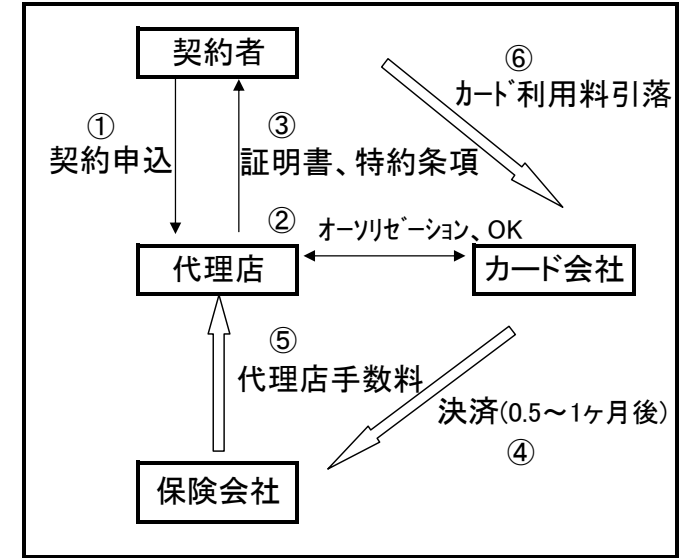 契約者
⑥
ｶｰﾄﾞ利用料引落
①
契約申込
③
証明書、特約条項
②
ｵｰｿﾘｾﾞｰｼｮﾝ、OK
代理店
カード会社
⑤
代理店手数料
決済(0.5～1ヶ月後)
④
保険会社